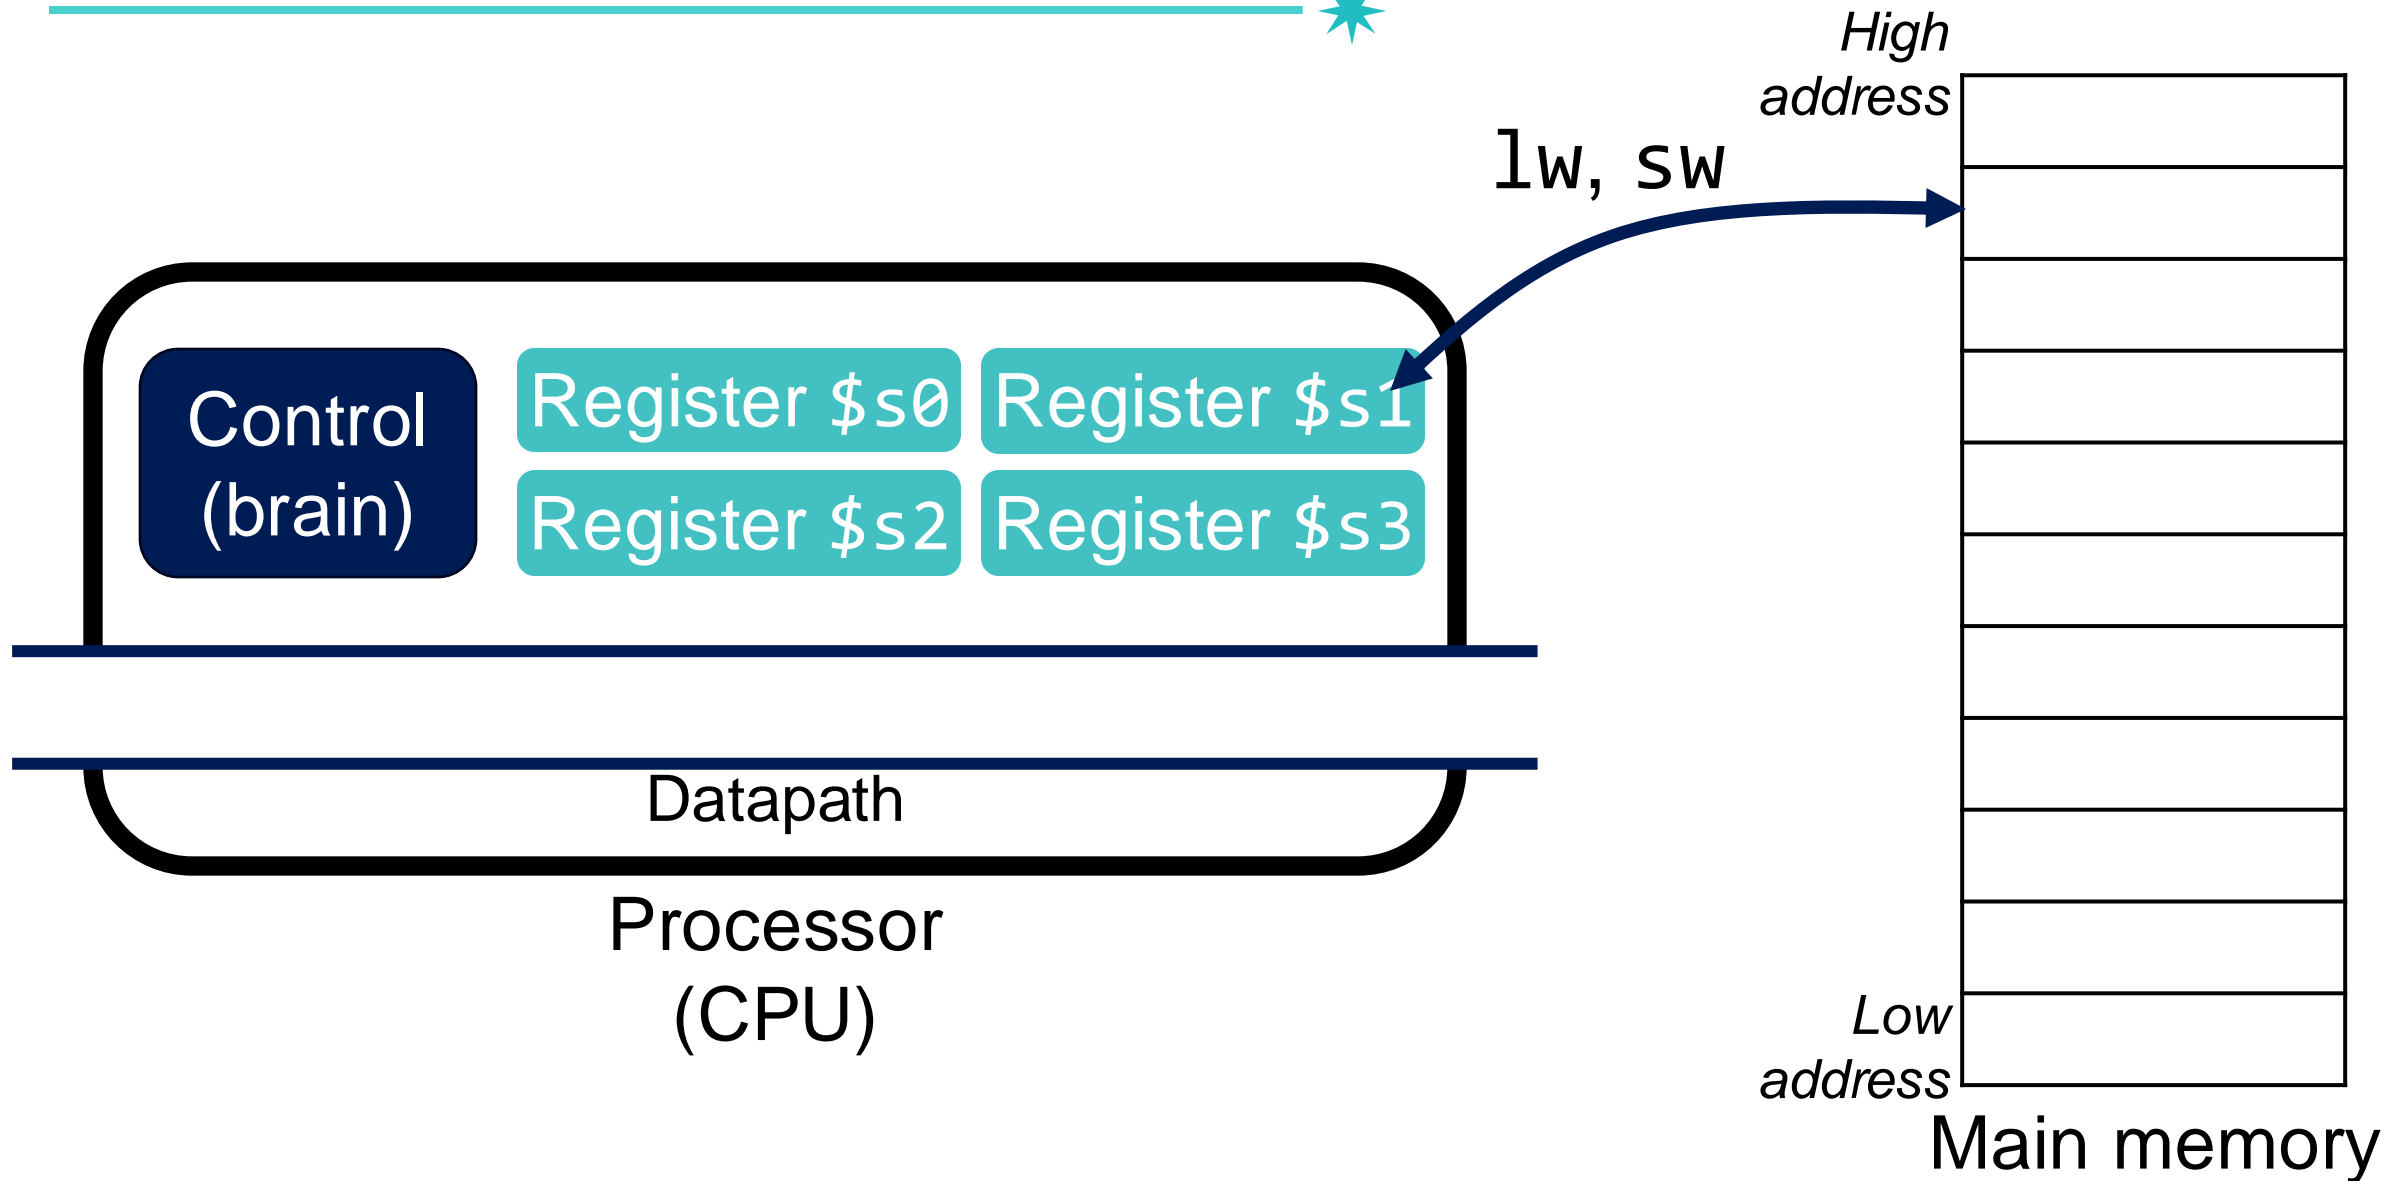 High
address
lw, sw
Control
(brain)
Register $s0
Register $s1
Register $s2
Register $s3
Datapath
Processor
(CPU)
Low
address
Main memory